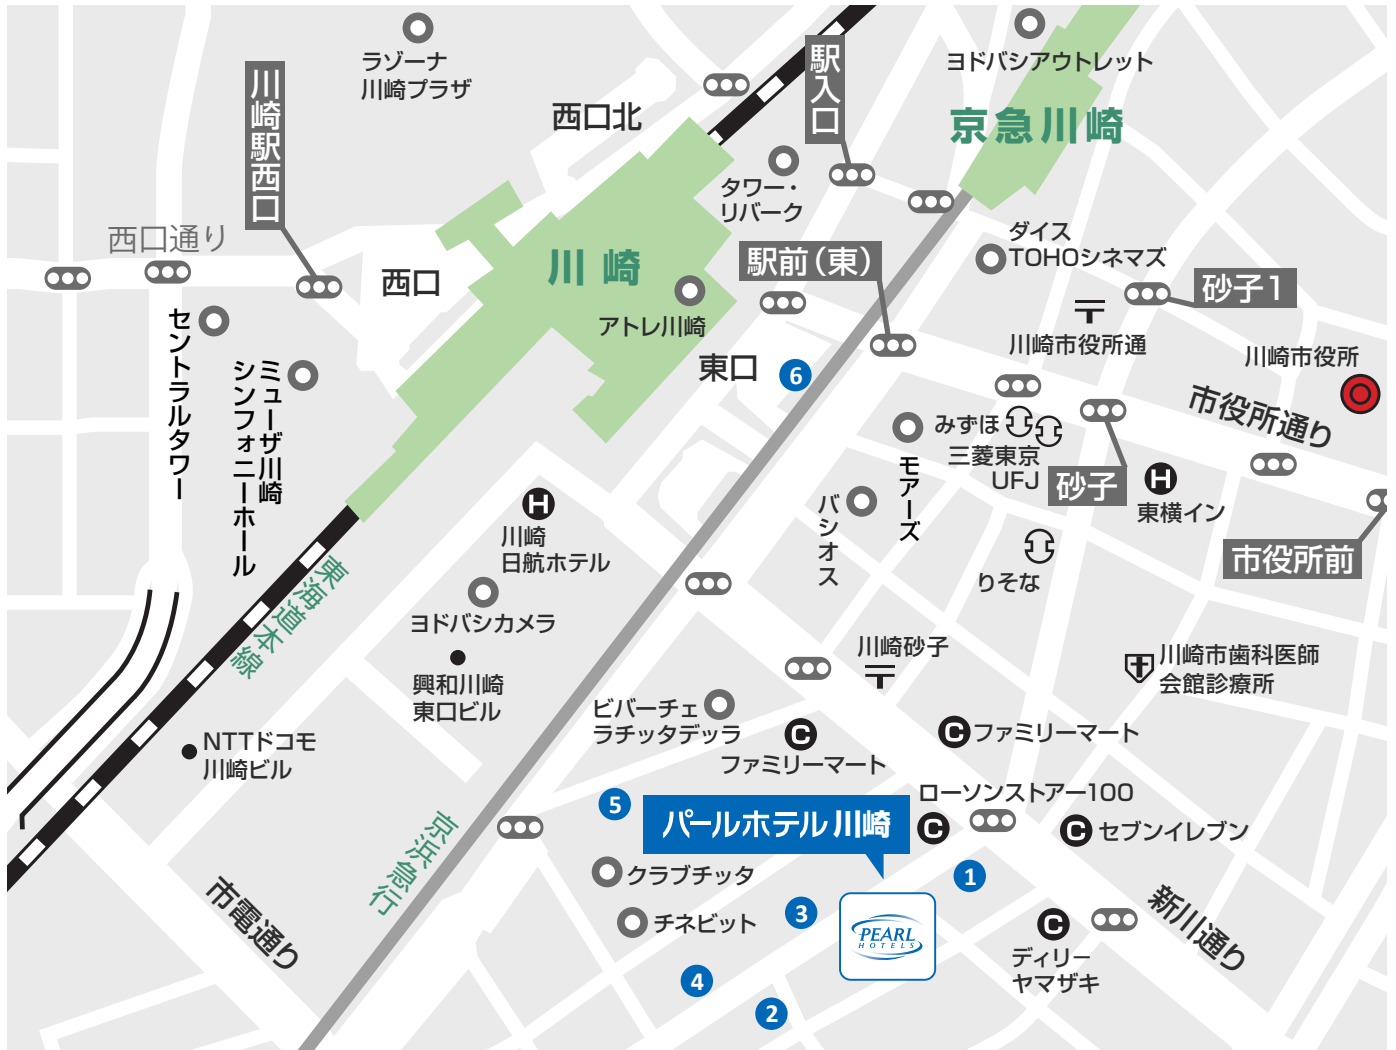 ラゾーナ
川崎プラザ
西口北
駅入口
ヨドバシアウトレット
京急川崎
川崎駅西口
タワー・
リバーク
西口通り
西口
川崎
駅前（東）
ダイス
TOHOシネマズ
砂子1
アトレ川崎
川崎市役所通
川崎市役所
東口
6
市役所通り
セントラルタワー
ミューザ川崎
シンフォニーホール
モアーズ
みずほ
三菱東京
UFJ
砂子
H
東横イン
H
川崎
日航ホテル
バシオス
りそな
市役所前
東海道本線
ヨドバシカメラ
興和川崎
東口ビル
川崎砂子
川崎市歯科医師
会館診療所
NTTドコモ
川崎ビル
ビバーチェ
ラチッタデッラ
C
ファミリーマート
C
ファミリーマート
5
パールホテル川崎
ローソンストアー100
C
C
セブンイレブン
京浜急行
クラブチッタ
1
市電通り
チネビット
3
PEARL
HOTELS
C
ディリー
ヤマザキ
新川通り
4
2